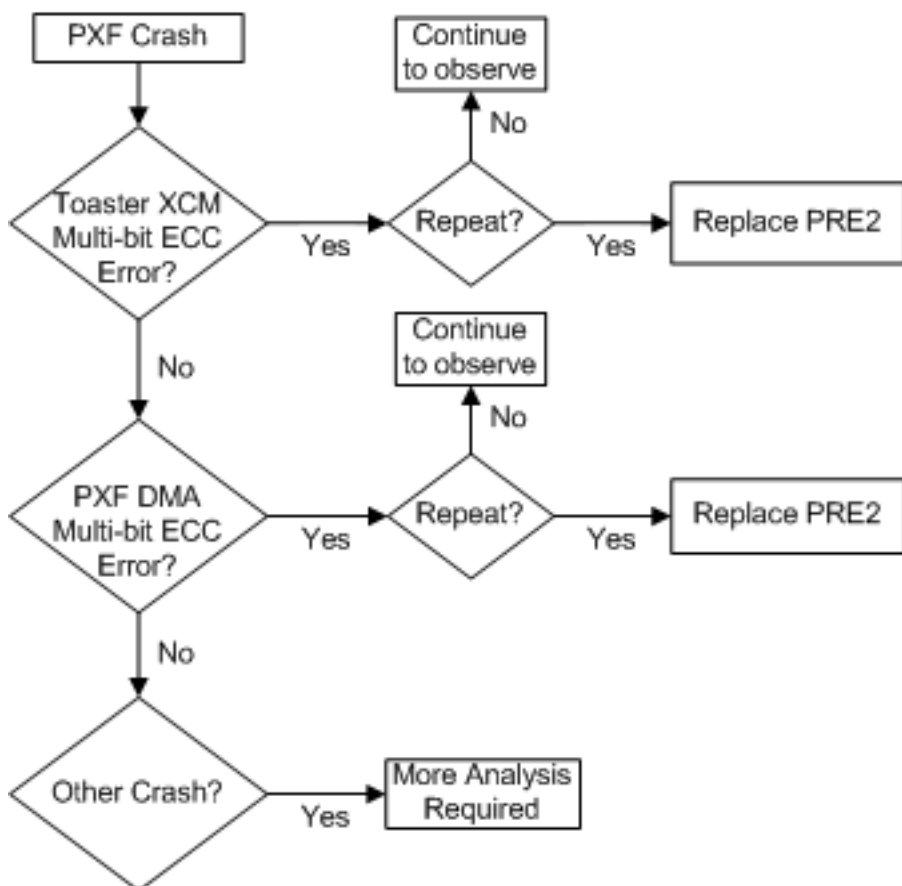 PXF Crash
Continue
to observe
No
Toaster XCM
Multi-bit ECC
Error?
Yes
Repeat?
Yes
Replace PRE2
No
Continue
to observe
No
PXF DMA
Multi-bit ECC
Error?
Yes
Repeat?
Yes
Replace PRE2
No
Other Crash?
Yes
More Analysis
Required